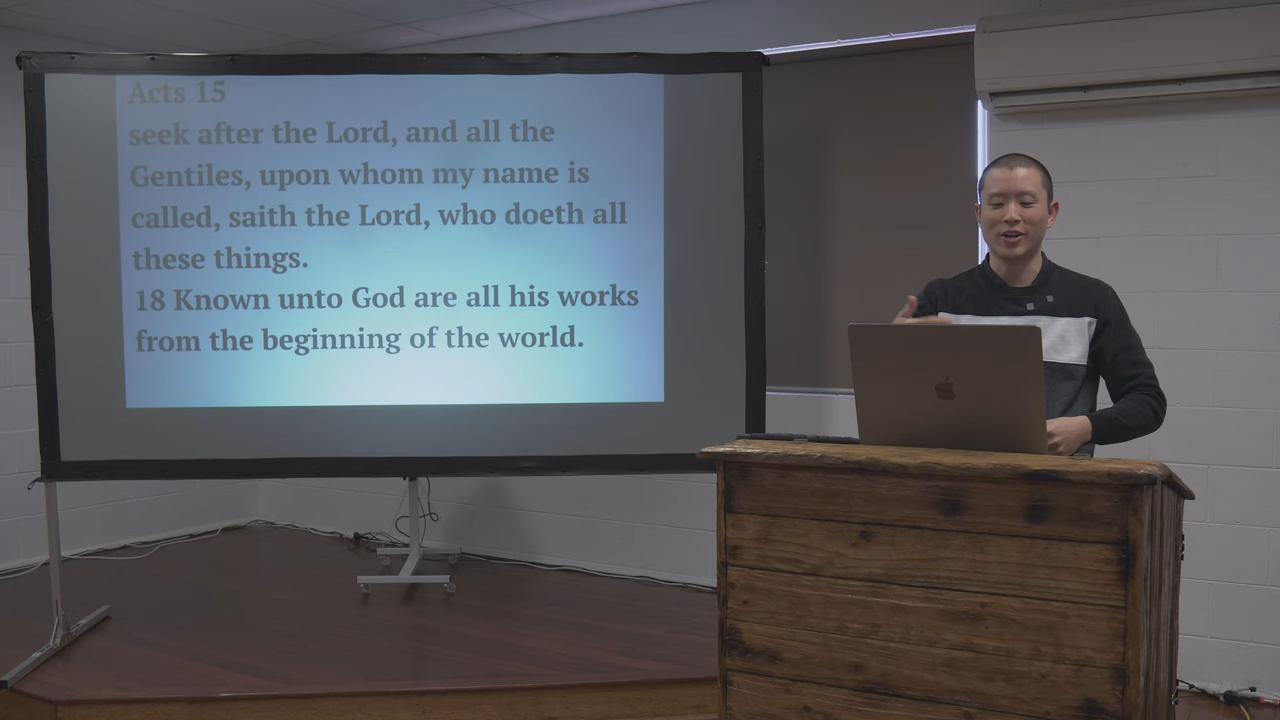 Acts 15
seek after the Lord, and all the
Gentiles, upon whom my name is
called, saith the Lord, who doeth all
these things.
18 Known unto God are all his works
from the beginning of the world.